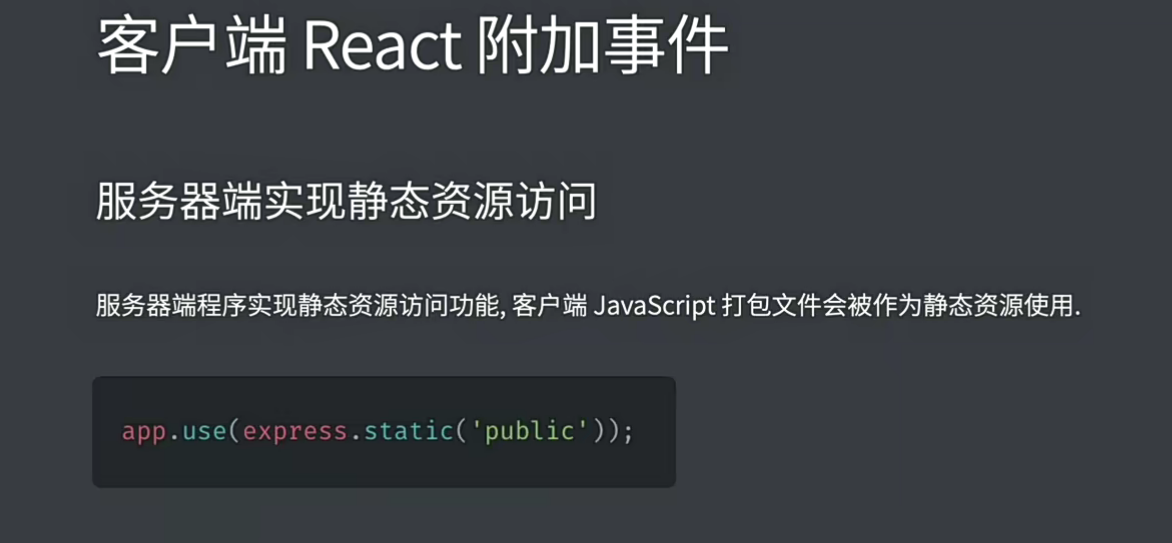 客户端 React 附加事件
服务器端实现静态资源访问
服务器端程序实现静态资源访问功能, 客户端 JavaScript 打包文件会被作为静态资源使用.
app.use(express.static('public'));